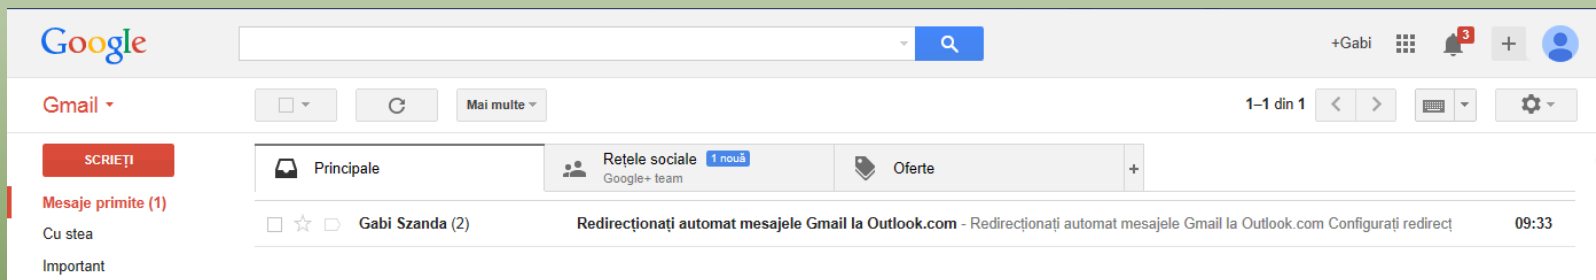 Google
+Gabi
3
+
Gmail
Mai multe
1–1 din 1
SCRIEȚI
Principale
Rețele sociale 1 nouă
Google+ team
Oferte
+
Mesaje primite (1)
Gabi Szanda (2) Redirecționați automat mesajele Gmail la Outlook.com - Redirecționați automat mesajele Gmail la Outlook.com Configurați redirecț 09:33
Cu stea
Important